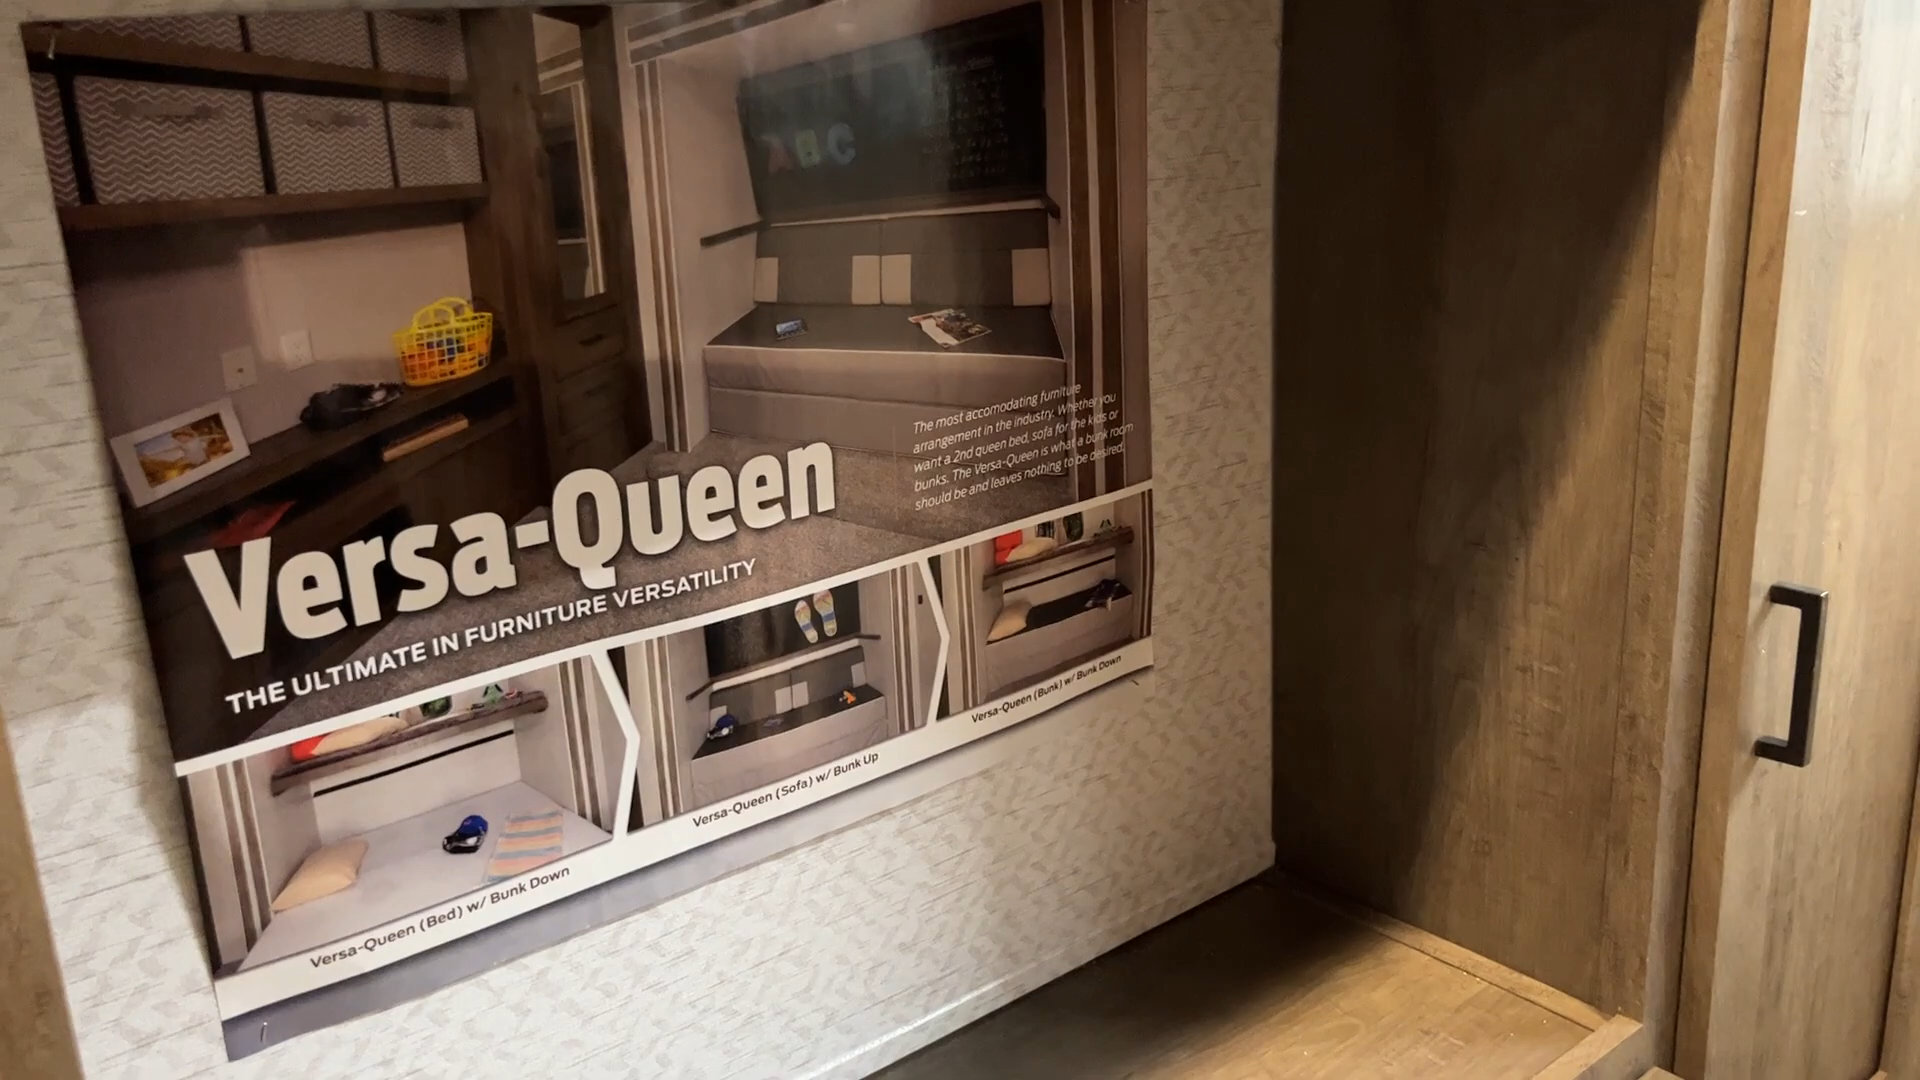 ABC
The most accomodating furniture
arrangement in the industry. Whether you
want a 2nd queen bed, sofa for the kids or
bunks. The Versa-Queen is what a bunk room
should be and leaves nothing to be desired.
Versa-Queen
THE ULTIMATE IN FURNITURE VERSATILITY
Versa-Queen (Bed) w/ Bunk Down
Versa-Queen (Sofa) w/ Bunk Up
Versa-Queen (Bunk) w/ Bunk Down